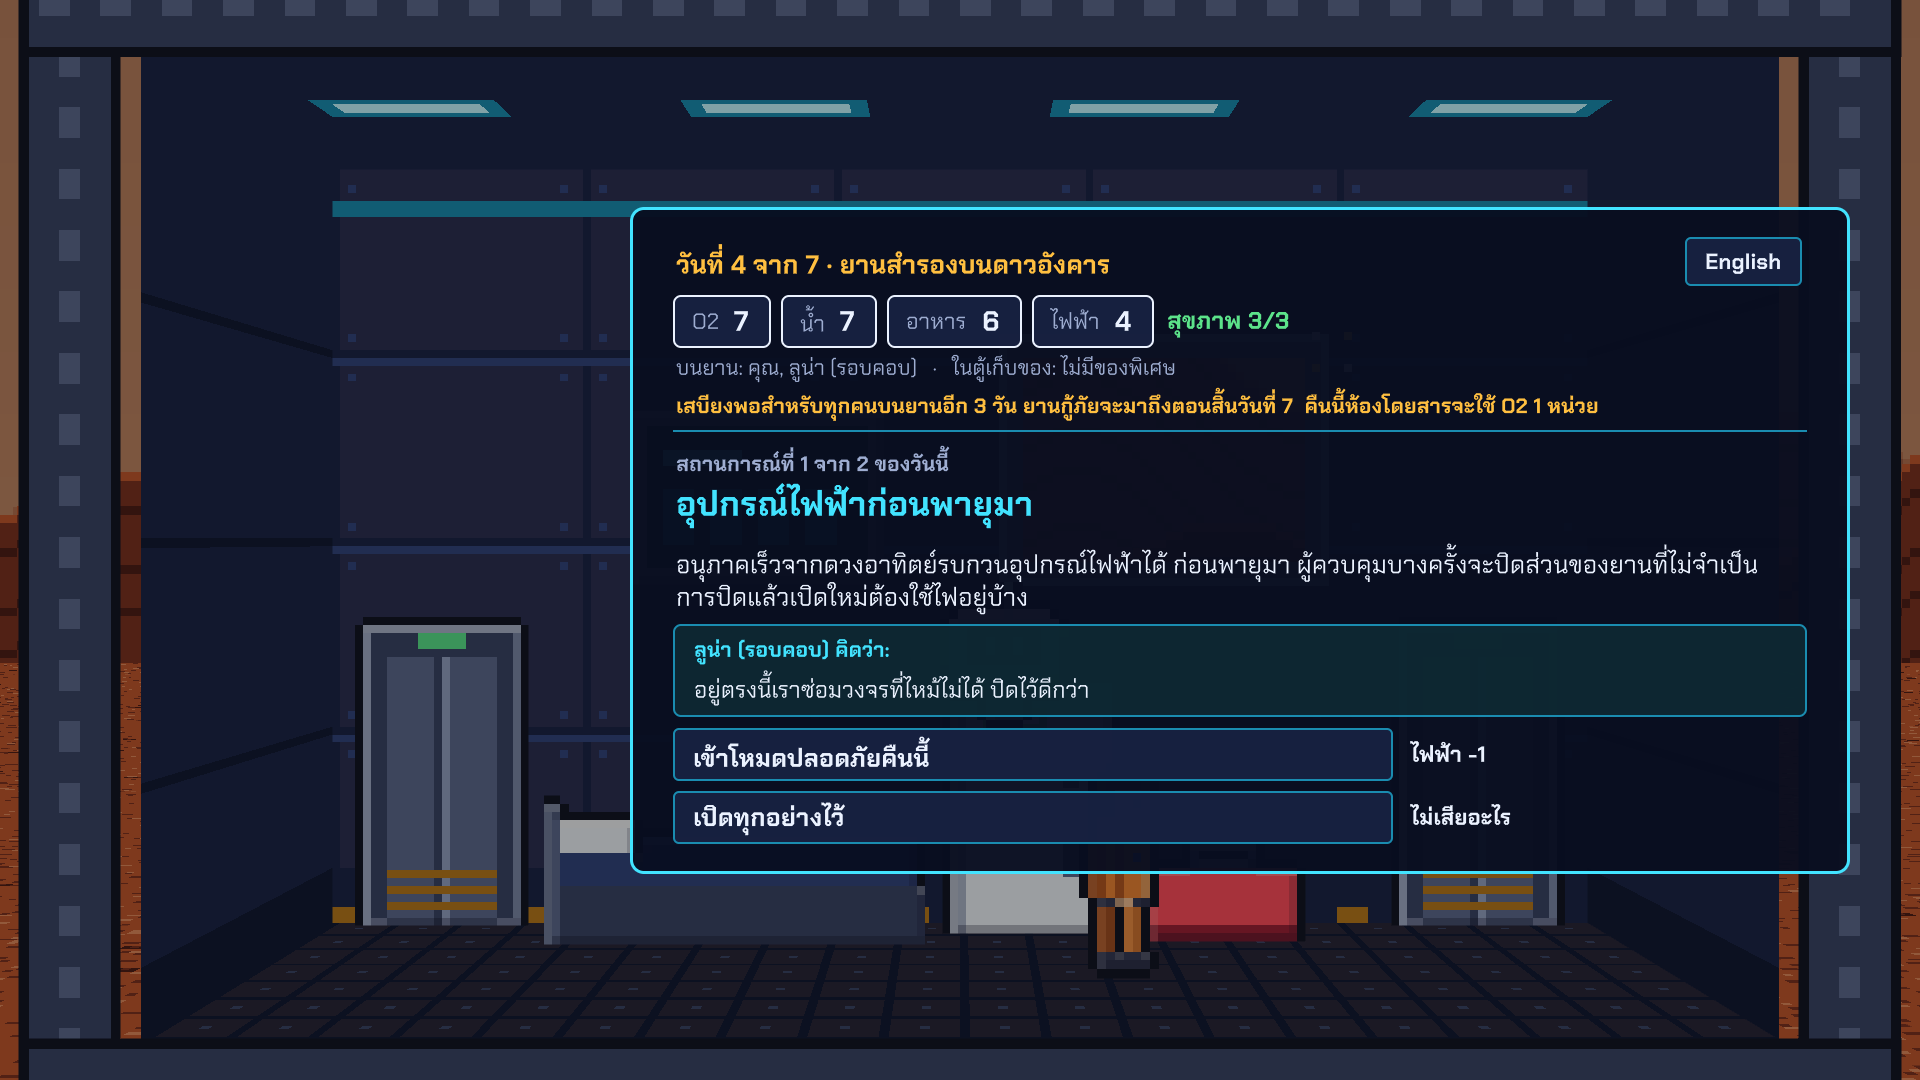 วันที่ 4 จาก 7 · ยานสำรองบนดาวอังคาร
English
O2 7 น้ำ 7 อาหาร 6 ไฟฟ้า 4 สุขภาพ 3/3
บนยาน: คุณ, ลูน่า (รอบคอบ) · ในตู้เก็บของ: ไม่มีของพิเศษ
เสบียงพอสำหรับทุกคนบนยานอีก 3 วัน ยานกู้ภัยจะมาถึงตอนสิ้นวันที่ 7 คืนนี้ห้องโดยสารจะใช้ O2 1 หน่วย
สถานการณ์ที่ 1 จาก 2 ของวันนี้
อุปกรณ์ไฟฟ้าก่อนพายุมา
อนุภาคเร็วจากดวงอาทิตย์รบกวนอุปกรณ์ไฟฟ้าได้ ก่อนพายุมา ผู้ควบคุมบางครั้งจะปิดส่วนของยานที่ไม่จำเป็น
การปิดแล้วเปิดใหม่ต้องใช้ไฟอยู่บ้าง
ลูน่า (รอบคอบ) คิดว่า:
อยู่ตรงนี้เราซ่อมวงจรที่ไหม้ไม่ได้ ปิดไว้ดีกว่า
เข้าโหมดปลอดภัยคืนนี้ ไฟฟ้า -1
เปิดทุกอย่างไว้ ไม่เสียอะไร